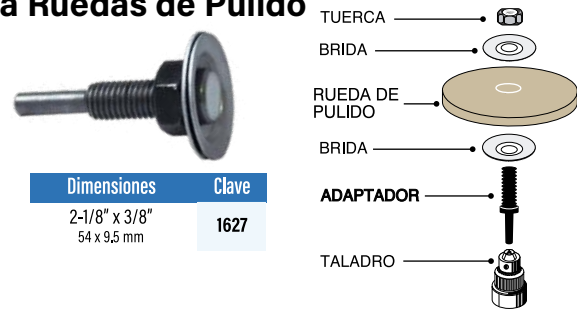 a Ruedas de Pulido
Dimensiones Clave
2-1/8" x 3/8" 1627
54 x 9.5 mm
TUERCA
BRIDA
RUEDA DE
PULIDO
BRIDA
ADAPTADOR
TALADRO